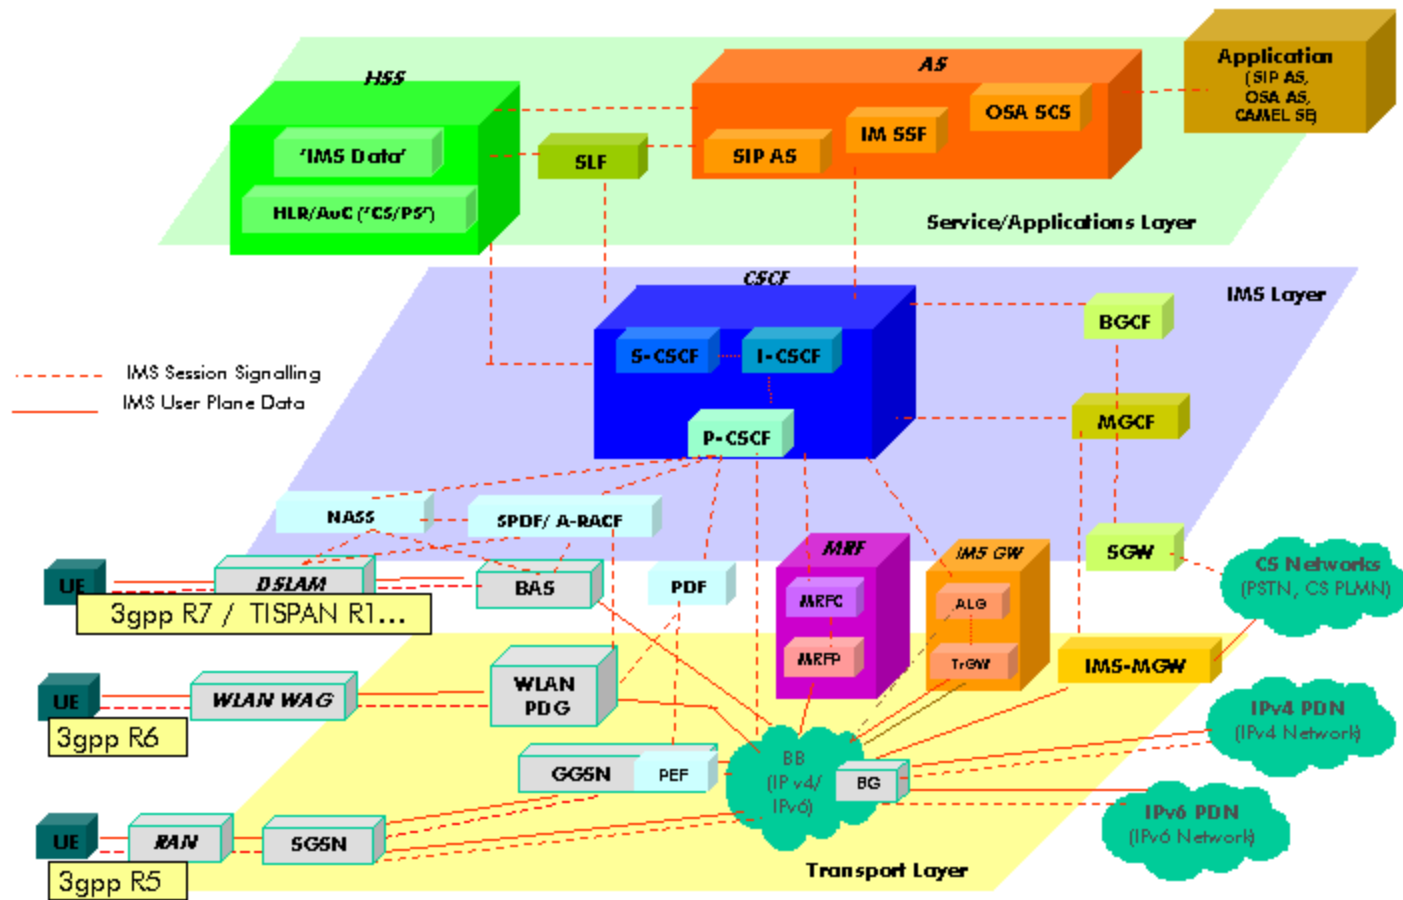 HSS
'IMS Data'
HLR/AuC ('CS/PS')
SLF
AS
SIP AS
IM SSF
OSA SCS
Application
(SIP AS,
OSA AS,
CAMEL SE)
Service/Applications Layer
CSCF
IMS Layer
S-CSCF
I-CSCF
P-CSCF
BGCF
MGCF
SGW
IMS Session Signalling
IMS User Plane Data
NASS
SPDF/ A-RACF
UE
DSLAM
BAS
PDF
3gpp R7 / TISPAN R1...
MRF
MRFC
MRFP
IMS GW
ALG
TrGW
CS Networks
(PSTN, CS PLMN)
IMS-MGW
UE
WLAN WAG
WLAN
PDG
3gpp R6
IPv4 PDN
(IPv4 Network)
GGSN
PEF
BB
(IP v4/
IPv6)
BG
IPv6 PDN
(IPv6 Network)
UE
RAN
SGSN
3gpp R5
Transport Layer